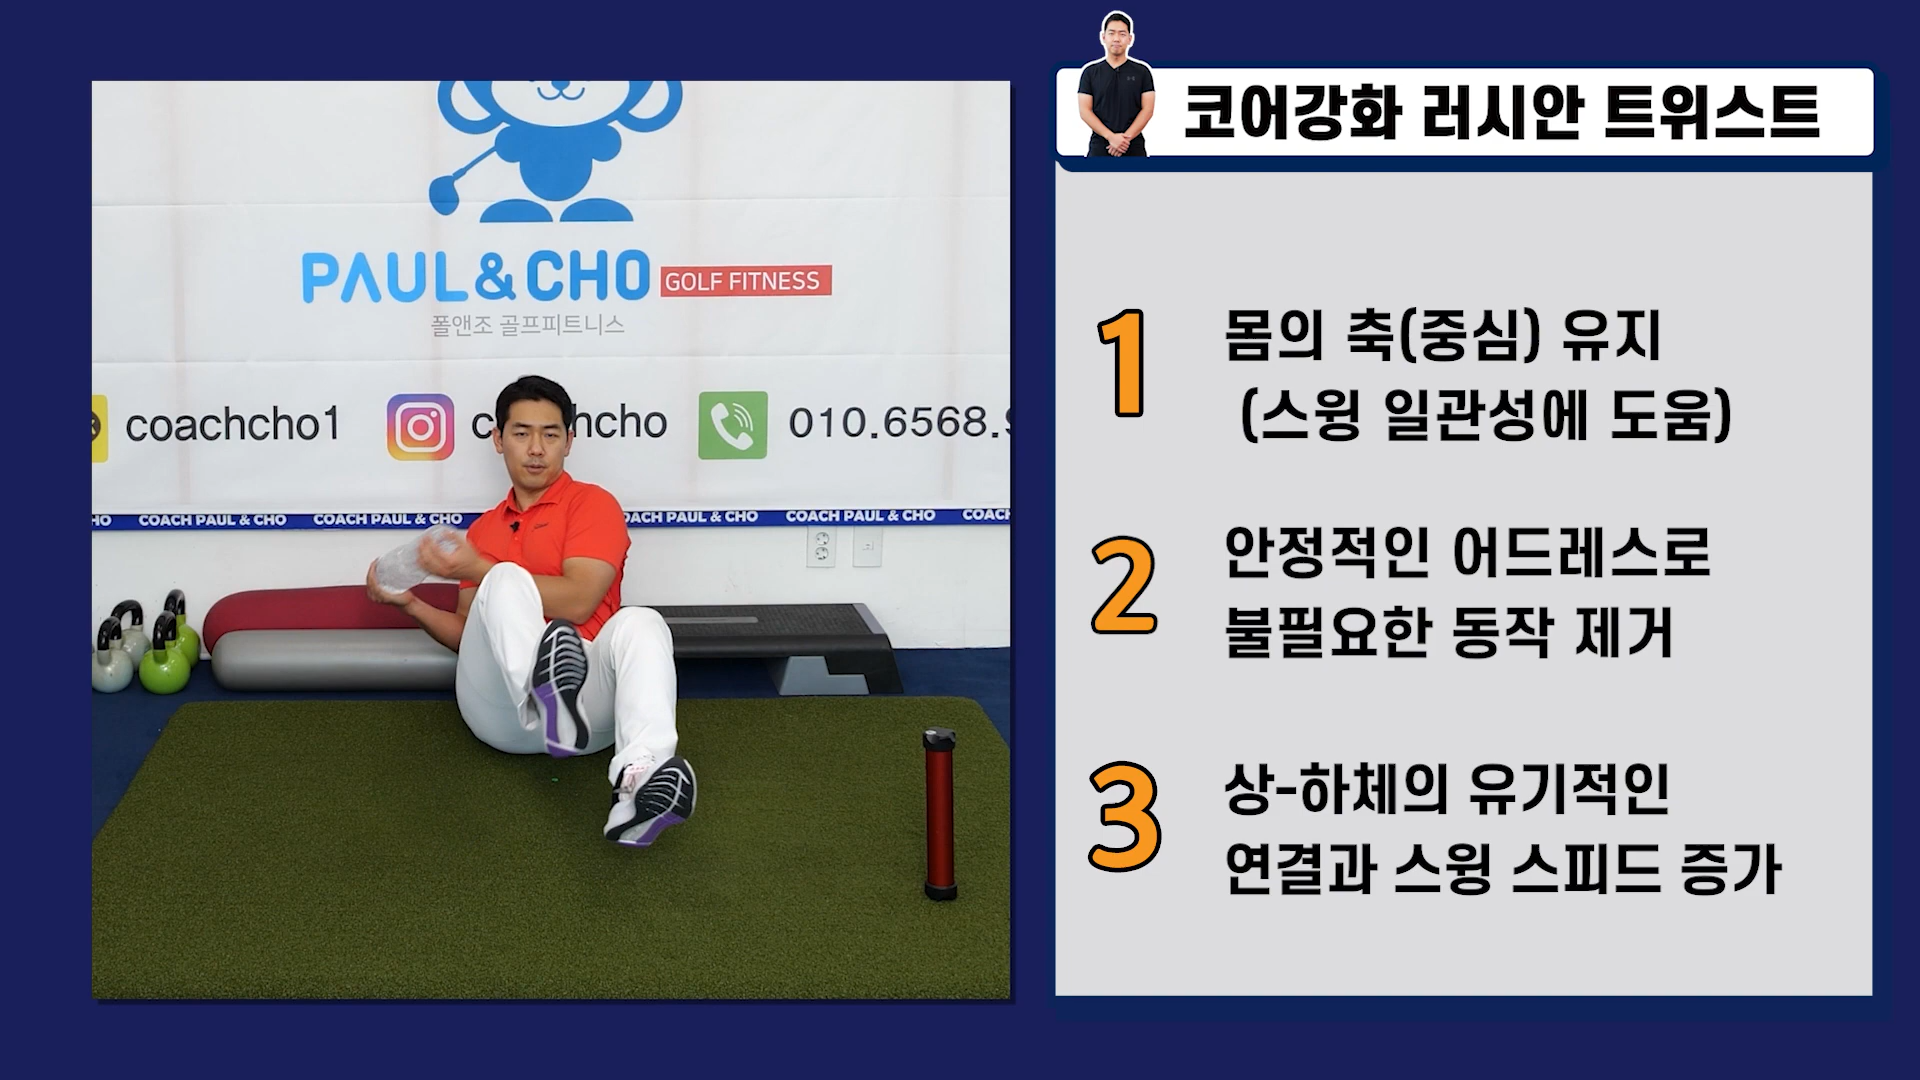 PAUL&CHO GOLF FITNESS
폴앤조 골프피트니스
coachcho1
010.6568.
COACH PAUL & CHO COACH PAUL & CHO COACH PAUL & CHO
코어강화 러시안 트위스트
1 몸의 축(중심) 유지
(스윙 일관성에 도움)
2 안정적인 어드레스로
불필요한 동작 제거
3 상-하체의 유기적인
연결과 스윙 스피드 증가